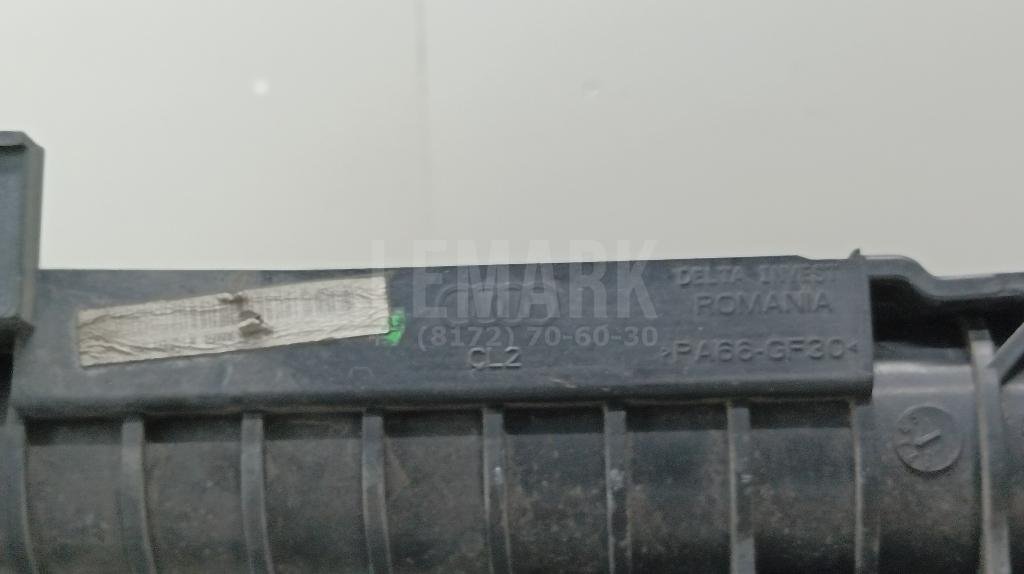 LEMARK
(8172) 70-60-30
CL2
DELTA INVEST
ROMANIA
>PA66-GF30<